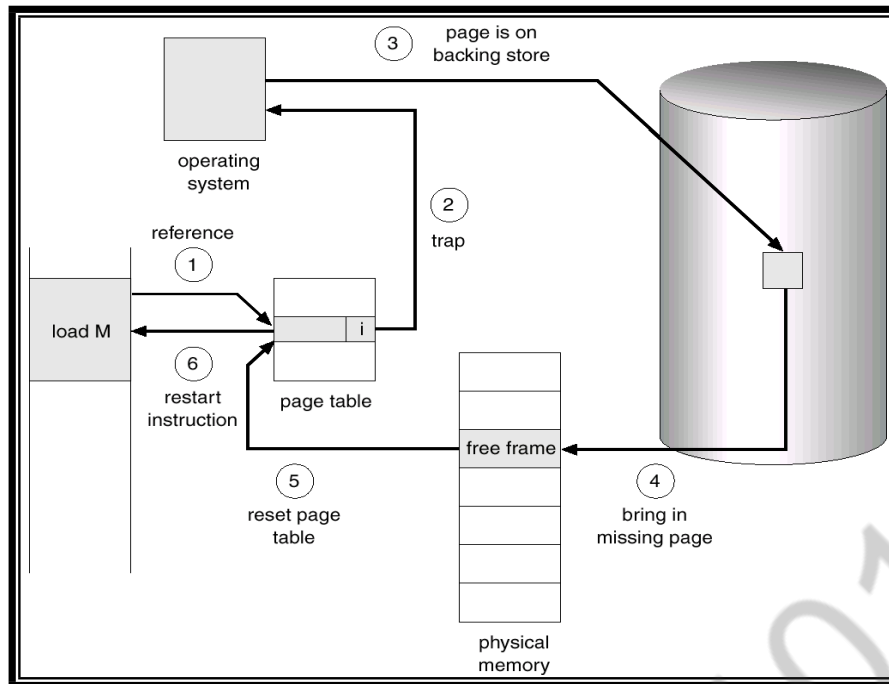 3
page is on
backing store
operating
system
2
trap
reference
1
load M
i
6
restart
instruction
page table
free frame
5
reset page
table
4
bring in
missing page
physical
memory